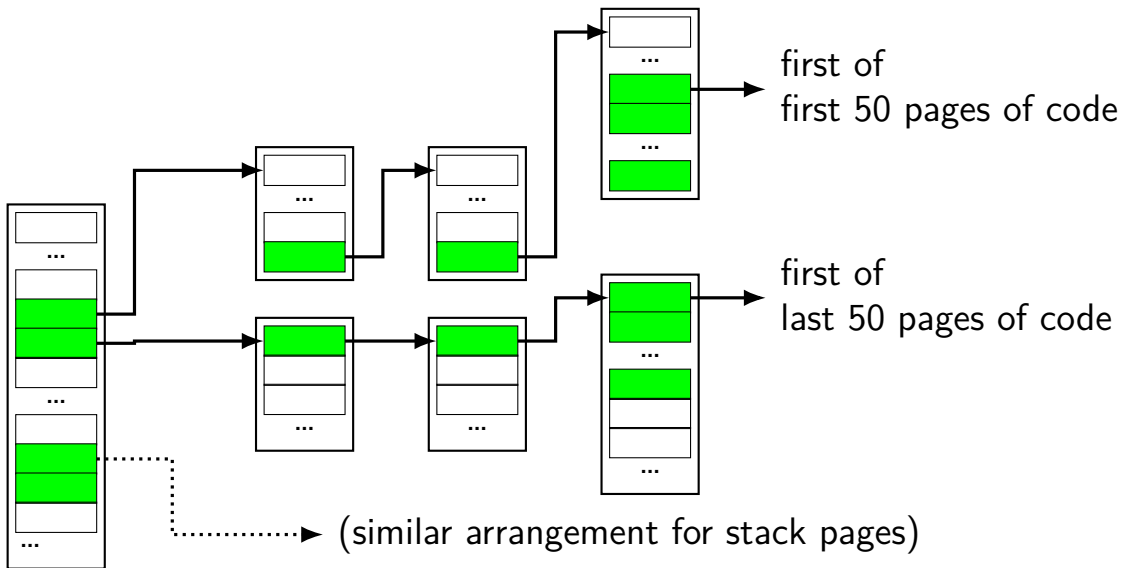 ...
first of
first 50 pages of code
...
...
...
...
first of
last 50 pages of code
...
...
...
...
...
(similar arrangement for stack pages)
...